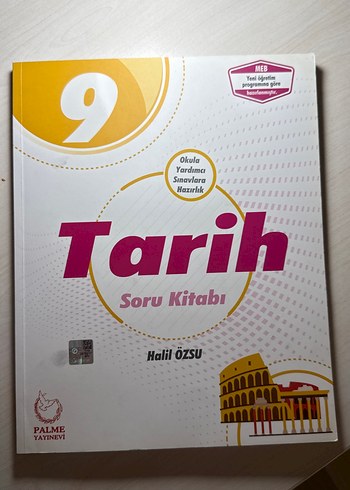 9
MEB
Yeni öğretim
programına göre
hazırlanmıştır.
Okula
Yardımcı
Sınavlara
Hazırlık
Tarih
Soru Kitabı
Halil ÖZSU
PALME
YAYINEVİ